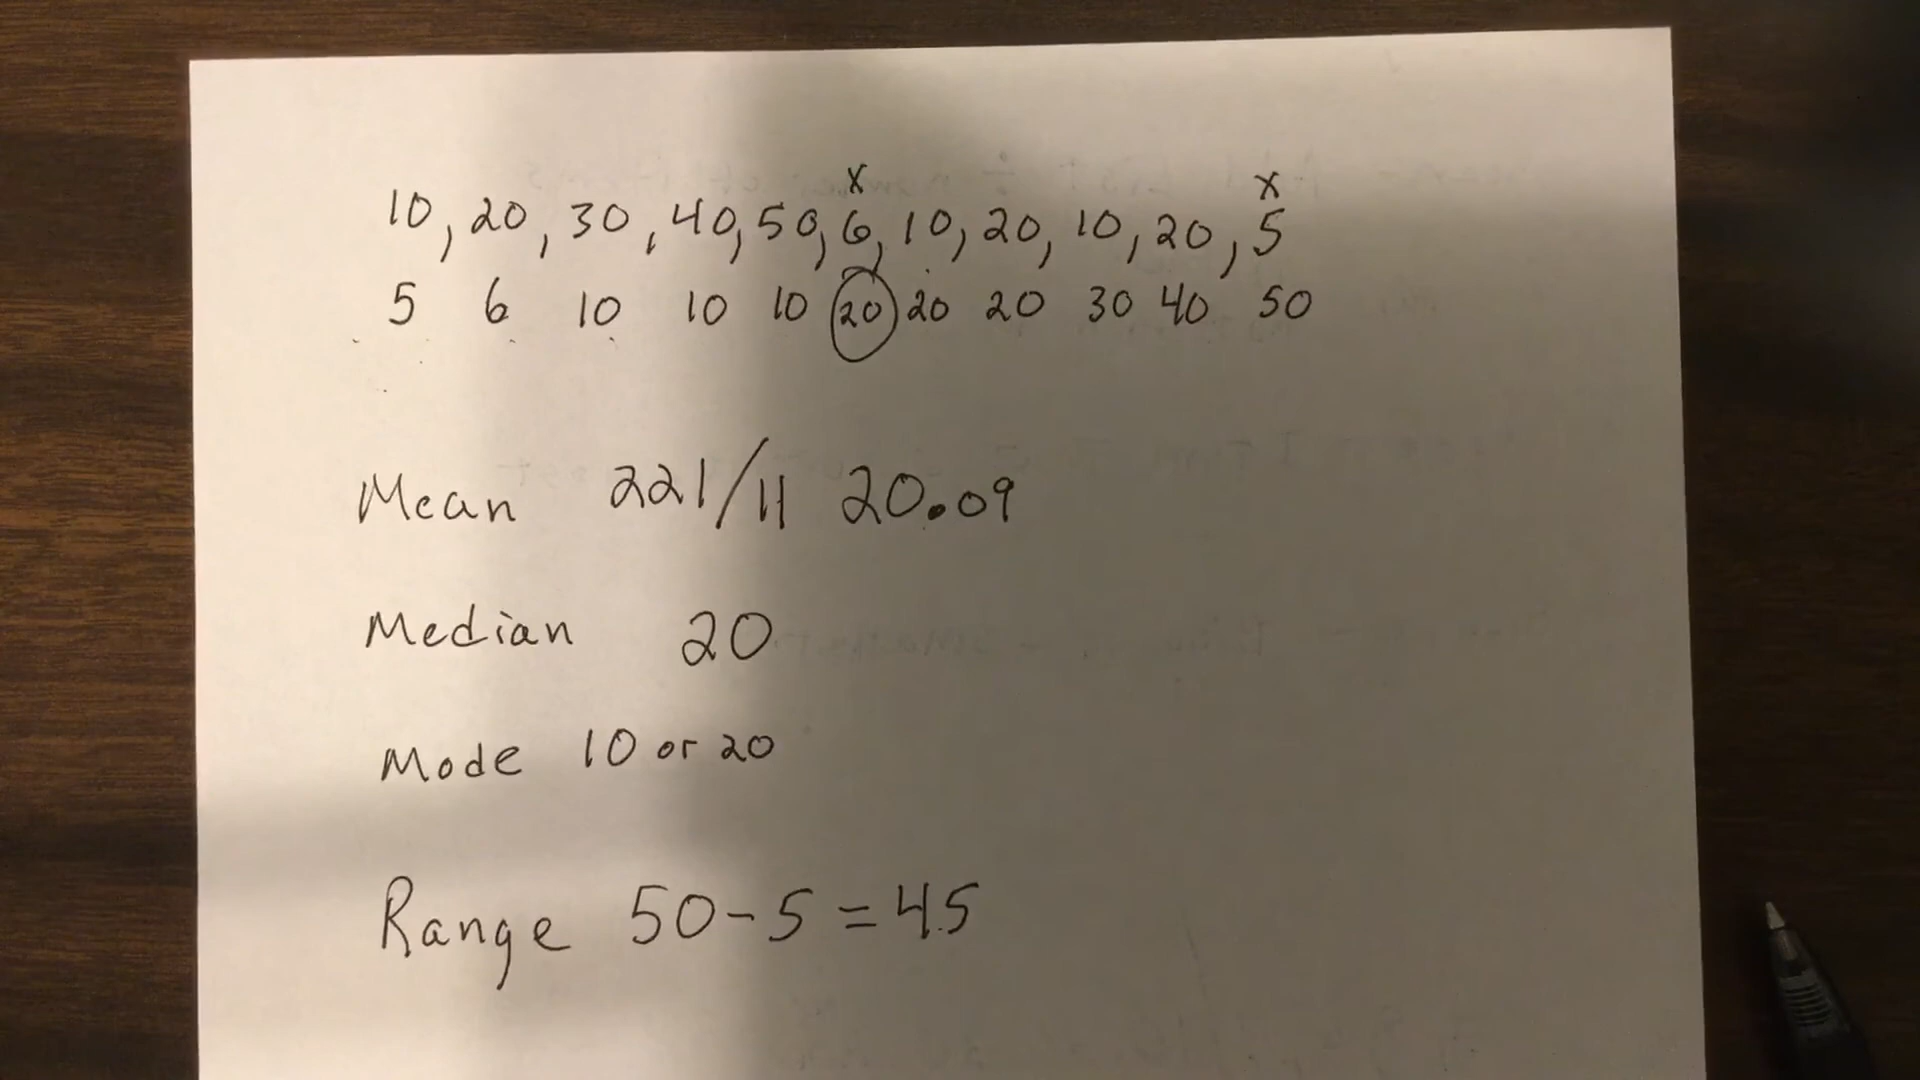 x x
10, 20, 30, 40, 50, 6, 10, 20, 10, 20, 5
5 6 10 10 10 20 20 20 30 40 50
Mean 221/11 20.09
Median 20
Mode 10 or 20
Range 50-5=45